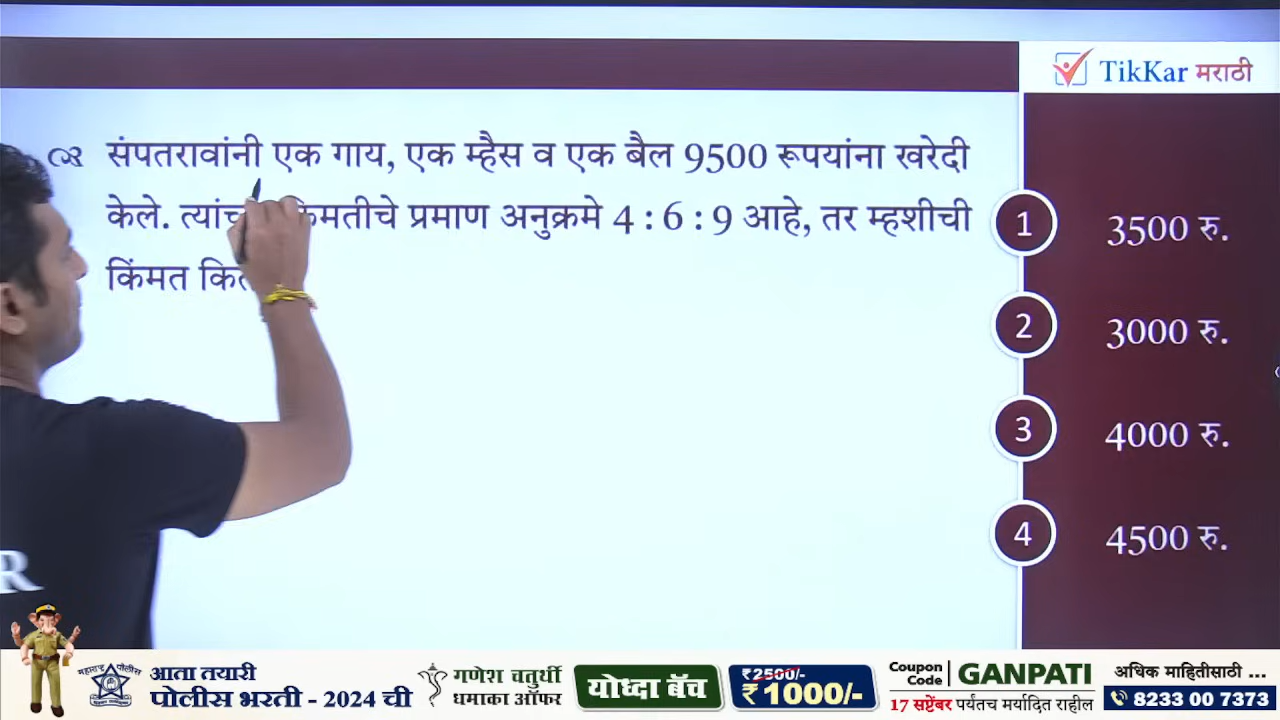 TikKar मराठी
संपतरावांनी एक गाय, एक म्हैस व एक बैल 9500 रूपयांना खरेदी
केले. प्रमाण अनुक्रमे 4 : 6 : 9 आहे, तर म्हशीची
किंमत
1 3500 रु.
2 3000 रु.
3 4000 रु.
4 4500 रु.
R
महाराष्ट्र पोलीस
आता तयारी
पोलीस भरती - 2024 ची
गणेश चतुर्थी
धमाका ऑफर
योध्दा बॅच
₹2500/-
₹1000/-
Coupon Code GANPATI
17 सप्टेंबर पर्यंतच मर्यादित राहील
अधिक माहितीसाठी ...
8233 00 7373